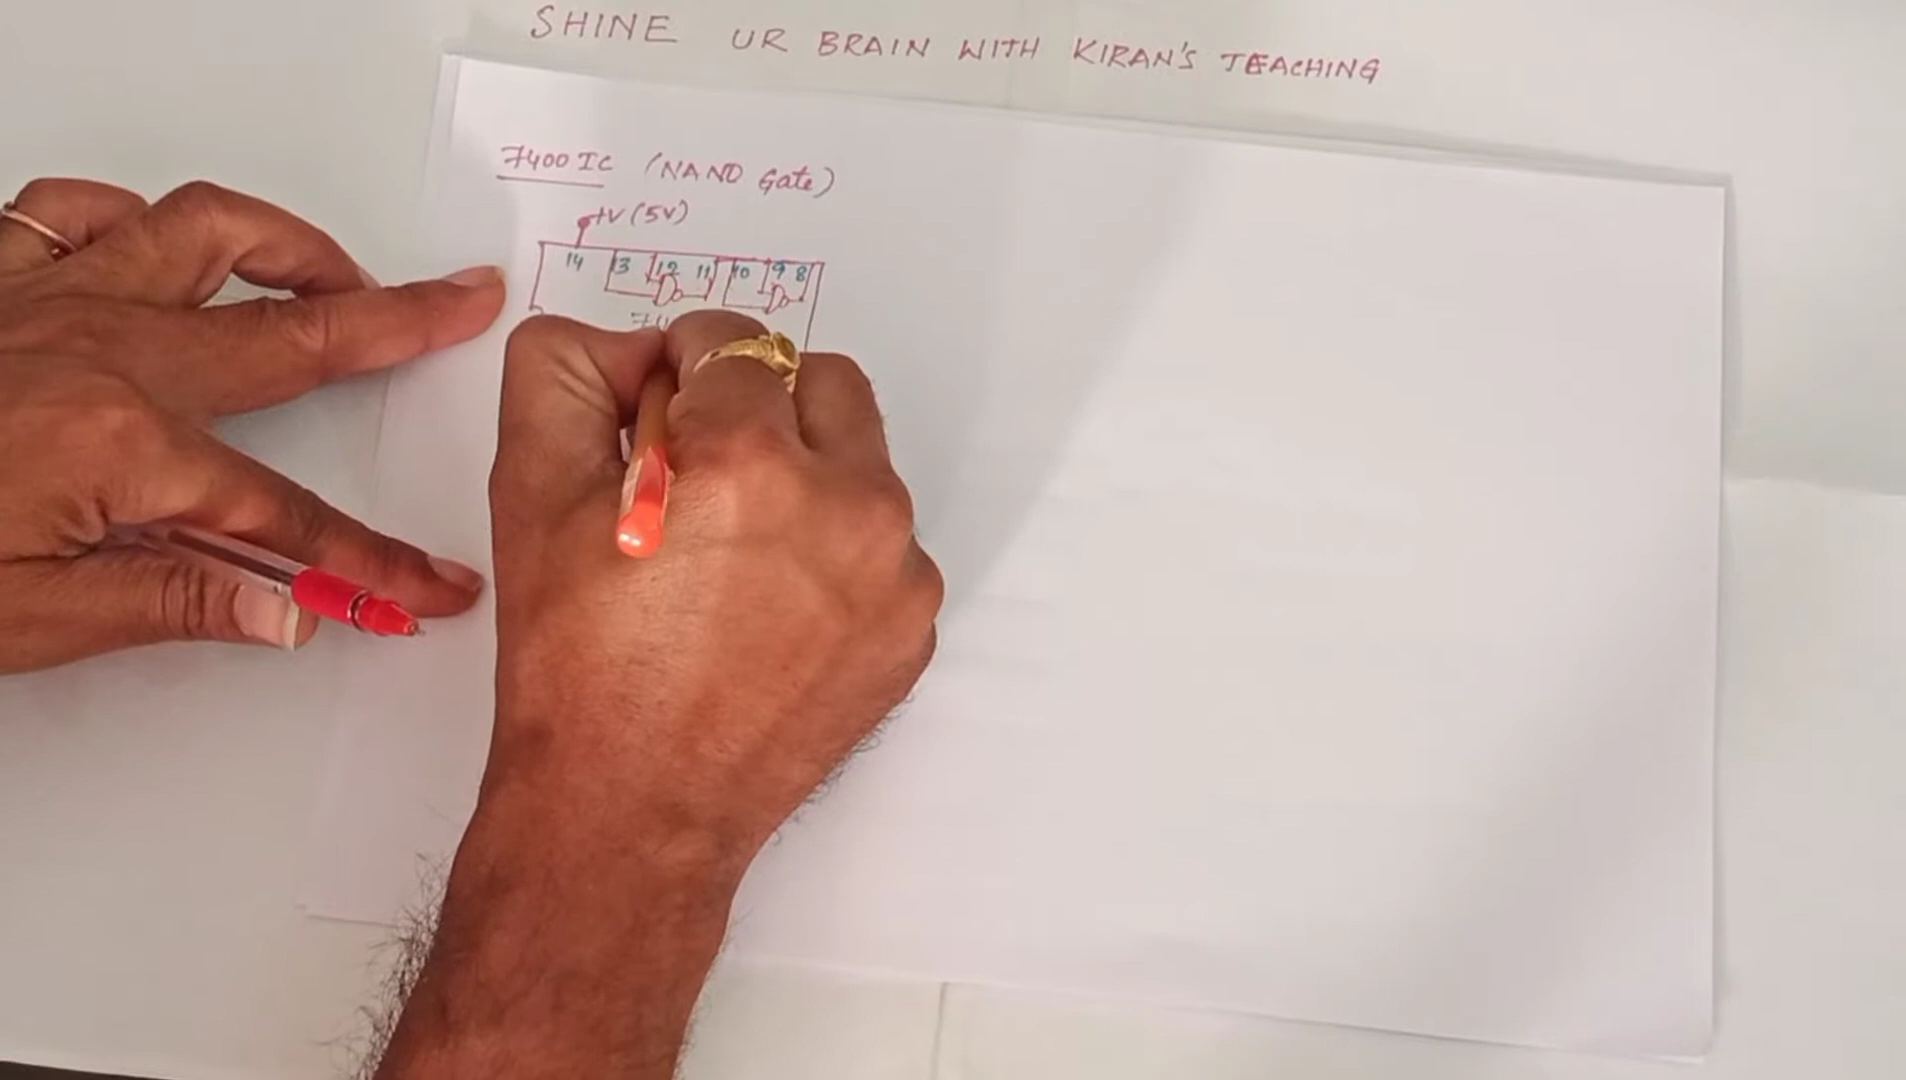 SHINE UR BRAIN WITH KIRAN'S TEACHING
7400 IC (NAND Gate)
+V (5V)
14 13 12 11 10 9 8